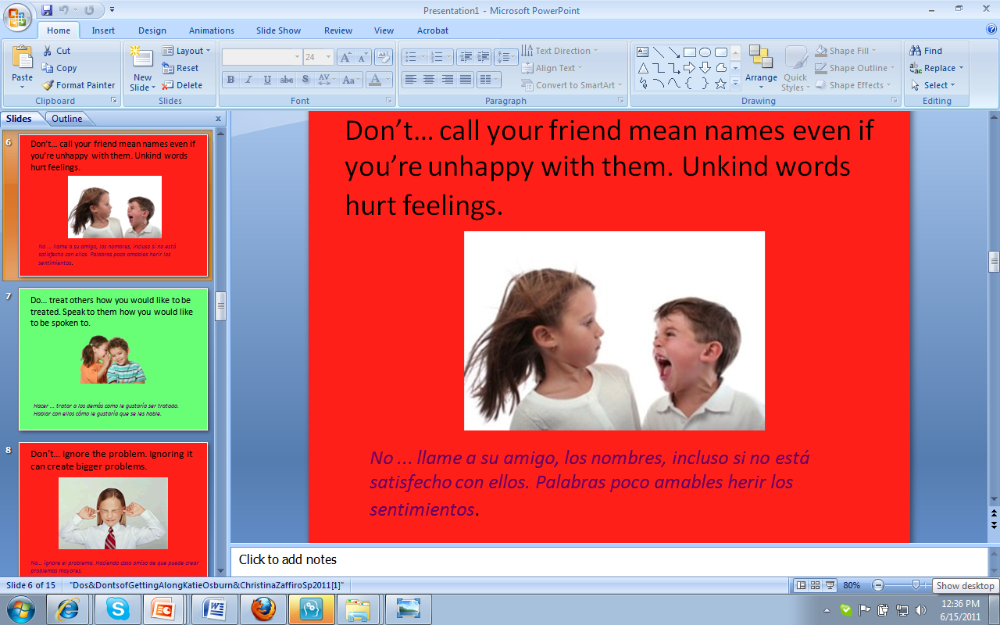 Presentation1 - Microsoft PowerPoint
Home Insert Design Animations Slide Show Review View Acrobat
Paste
Cut
Copy
Format Painter
Clipboard
New
Slide
Layout
Reset
Delete
Slides
24
B I U abc S AV Aa A
Font
Text Direction
Align Text
Convert to SmartArt
Paragraph
Arrange
Quick
Styles
Shape Fill
Shape Outline
Shape Effects
Drawing
Find
Replace
Select
Editing
Slides Outline
6
Don’t... call your friend mean names even if
you’re unhappy with them. Unkind words
hurt feelings.
No ... llame a su amigo, los nombres, incluso si no está
satisfecho con ellos. Palabras poco amables herir los
sentimientos.
7
Do... treat others how you would like to be
treated. Speak to them how you would like
to be spoken to.
Hacer ... tratar a los demás como le gustaría ser tratado.
Hablar con ellos cómo le gustaría que se les hable.
8
Don’t... ignore the problem. Ignoring it
can create bigger problems.
No... ignore el problema. Haciendo caso omiso de que puede crear
problemas mayores.
Don’t... call your friend mean names even if
you’re unhappy with them. Unkind words
hurt feelings.
No ... llame a su amigo, los nombres, incluso si no está
satisfecho con ellos. Palabras poco amables herir los
sentimientos.
Click to add notes
Slide 6 of 15 "Dos&DontsofGettingAlongKatieOsburn&ChristinaZaffiroSp2011[1]" 80%
Show desktop
12:36 PM
6/15/2011